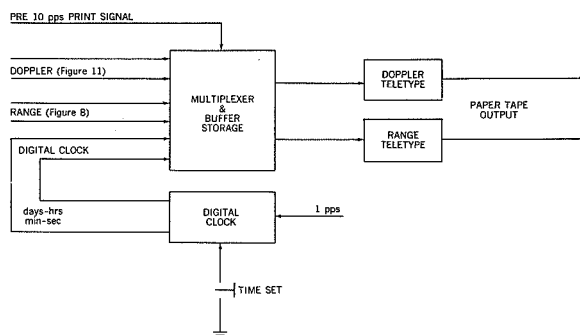 PRE 10 pps PRINT SIGNAL
DOPPLER (Figure 11)
RANGE (Figure 8)
DIGITAL CLOCK
days-hrs
min-sec
MULTIPLEXER
&
BUFFER
STORAGE
DOPPLER
TELETYPE
RANGE
TELETYPE
PAPER TAPE
OUTPUT
DIGITAL
CLOCK
1 pps
TIME SET